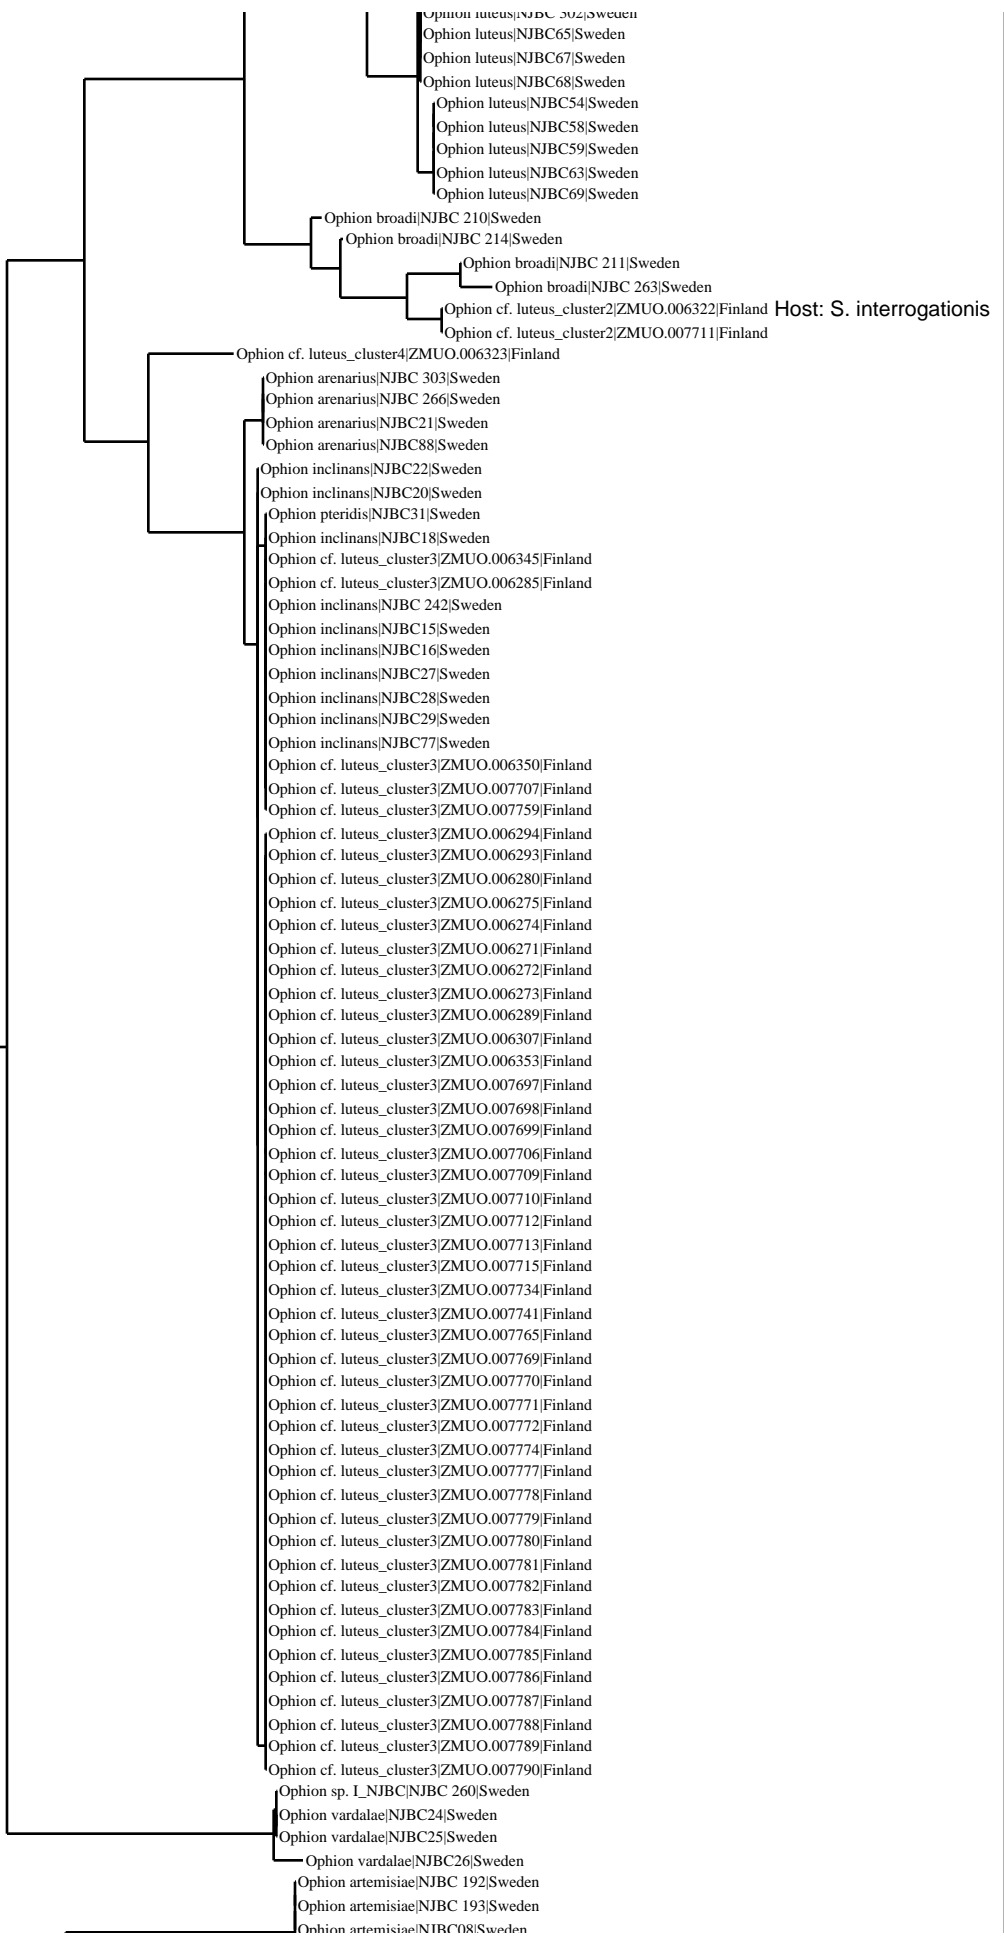 Ophion luteus|NJBC 302|Sweden
Ophion luteus|NJBC65|Sweden
Ophion luteus|NJBC67|Sweden
Ophion luteus|NJBC68|Sweden
Ophion luteus|NJBC54|Sweden
Ophion luteus|NJBC58|Sweden
Ophion luteus|NJBC59|Sweden
Ophion luteus|NJBC63|Sweden
Ophion luteus|NJBC69|Sweden
Ophion broadi|NJBC 210|Sweden
Ophion broadi|NJBC 214|Sweden
Ophion broadi|NJBC 211|Sweden
Ophion broadi|NJBC 263|Sweden
Ophion cf. luteus_cluster2|ZMUO.006322|Finland Host: S. interrogationis
Ophion cf. luteus_cluster2|ZMUO.007711|Finland
Ophion cf. luteus_cluster4|ZMUO.006323|Finland
Ophion arenarius|NJBC 303|Sweden
Ophion arenarius|NJBC 266|Sweden
Ophion arenarius|NJBC21|Sweden
Ophion arenarius|NJBC88|Sweden
Ophion inclinans|NJBC22|Sweden
Ophion inclinans|NJBC20|Sweden
Ophion pteridis|NJBC31|Sweden
Ophion inclinans|NJBC18|Sweden
Ophion cf. luteus_cluster3|ZMUO.006345|Finland
Ophion cf. luteus_cluster3|ZMUO.006285|Finland
Ophion inclinans|NJBC 242|Sweden
Ophion inclinans|NJBC15|Sweden
Ophion inclinans|NJBC16|Sweden
Ophion inclinans|NJBC27|Sweden
Ophion inclinans|NJBC28|Sweden
Ophion inclinans|NJBC29|Sweden
Ophion inclinans|NJBC77|Sweden
Ophion cf. luteus_cluster3|ZMUO.006350|Finland
Ophion cf. luteus_cluster3|ZMUO.007707|Finland
Ophion cf. luteus_cluster3|ZMUO.007759|Finland
Ophion cf. luteus_cluster3|ZMUO.006294|Finland
Ophion cf. luteus_cluster3|ZMUO.006293|Finland
Ophion cf. luteus_cluster3|ZMUO.006280|Finland
Ophion cf. luteus_cluster3|ZMUO.006275|Finland
Ophion cf. luteus_cluster3|ZMUO.006274|Finland
Ophion cf. luteus_cluster3|ZMUO.006271|Finland
Ophion cf. luteus_cluster3|ZMUO.006272|Finland
Ophion cf. luteus_cluster3|ZMUO.006273|Finland
Ophion cf. luteus_cluster3|ZMUO.006289|Finland
Ophion cf. luteus_cluster3|ZMUO.006307|Finland
Ophion cf. luteus_cluster3|ZMUO.006353|Finland
Ophion cf. luteus_cluster3|ZMUO.007697|Finland
Ophion cf. luteus_cluster3|ZMUO.007698|Finland
Ophion cf. luteus_cluster3|ZMUO.007699|Finland
Ophion cf. luteus_cluster3|ZMUO.007706|Finland
Ophion cf. luteus_cluster3|ZMUO.007709|Finland
Ophion cf. luteus_cluster3|ZMUO.007710|Finland
Ophion cf. luteus_cluster3|ZMUO.007712|Finland
Ophion cf. luteus_cluster3|ZMUO.007713|Finland
Ophion cf. luteus_cluster3|ZMUO.007715|Finland
Ophion cf. luteus_cluster3|ZMUO.007734|Finland
Ophion cf. luteus_cluster3|ZMUO.007741|Finland
Ophion cf. luteus_cluster3|ZMUO.007765|Finland
Ophion cf. luteus_cluster3|ZMUO.007769|Finland
Ophion cf. luteus_cluster3|ZMUO.007770|Finland
Ophion cf. luteus_cluster3|ZMUO.007771|Finland
Ophion cf. luteus_cluster3|ZMUO.007772|Finland
Ophion cf. luteus_cluster3|ZMUO.007774|Finland
Ophion cf. luteus_cluster3|ZMUO.007777|Finland
Ophion cf. luteus_cluster3|ZMUO.007778|Finland
Ophion cf. luteus_cluster3|ZMUO.007779|Finland
Ophion cf. luteus_cluster3|ZMUO.007780|Finland
Ophion cf. luteus_cluster3|ZMUO.007781|Finland
Ophion cf. luteus_cluster3|ZMUO.007782|Finland
Ophion cf. luteus_cluster3|ZMUO.007783|Finland
Ophion cf. luteus_cluster3|ZMUO.007784|Finland
Ophion cf. luteus_cluster3|ZMUO.007785|Finland
Ophion cf. luteus_cluster3|ZMUO.007786|Finland
Ophion cf. luteus_cluster3|ZMUO.007787|Finland
Ophion cf. luteus_cluster3|ZMUO.007788|Finland
Ophion cf. luteus_cluster3|ZMUO.007789|Finland
Ophion cf. luteus_cluster3|ZMUO.007790|Finland
Ophion sp. I_NJBC|NJBC 260|Sweden
Ophion vardalae|NJBC24|Sweden
Ophion vardalae|NJBC25|Sweden
Ophion vardalae|NJBC26|Sweden
Ophion artemisiae|NJBC 192|Sweden
Ophion artemisiae|NJBC 193|Sweden
Ophion artemisiae|NJBC08|Sweden